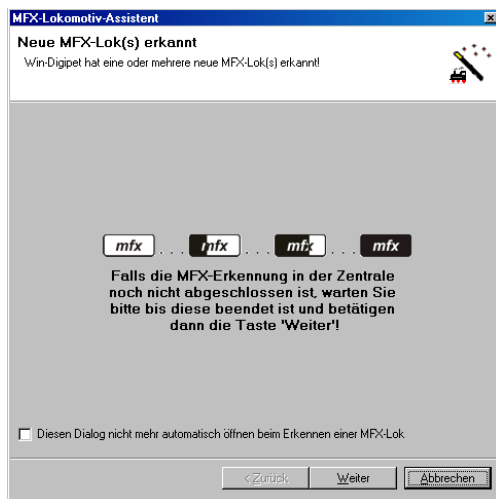 MFX-Lokomotiv-Assistent
Neue MFX-Lok(s) erkannt
Win-Digipet hat eine oder mehrere neue MFX-Lok(s) erkannt!
mfx . . . mfx . . . mfx . . . mfx
Falls die MFX-Erkennung in der Zentrale
noch nicht abgeschlossen ist, warten Sie
bitte bis diese beendet ist und betätigen
dann die Taste 'Weiter'!
Diesen Dialog nicht mehr automatisch öffnen beim Erkennen einer MFX-Lok
< Zurück Weiter Abbrechen